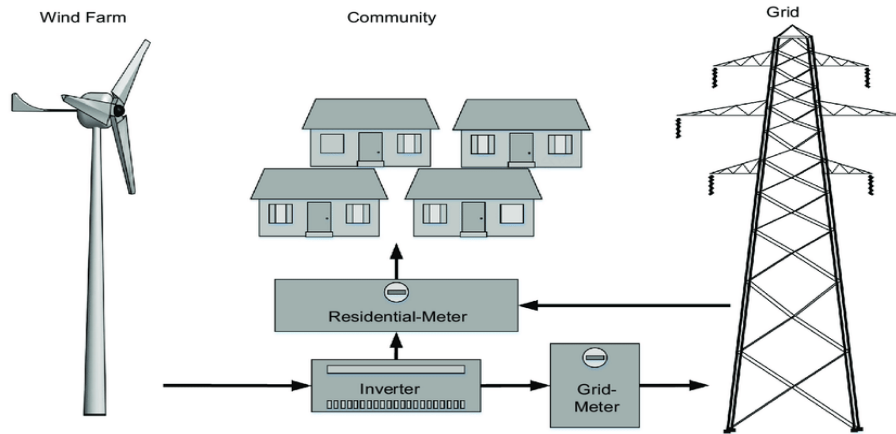 Wind Farm
Community
Grid
Residential-Meter
Inverter
Grid-
Meter